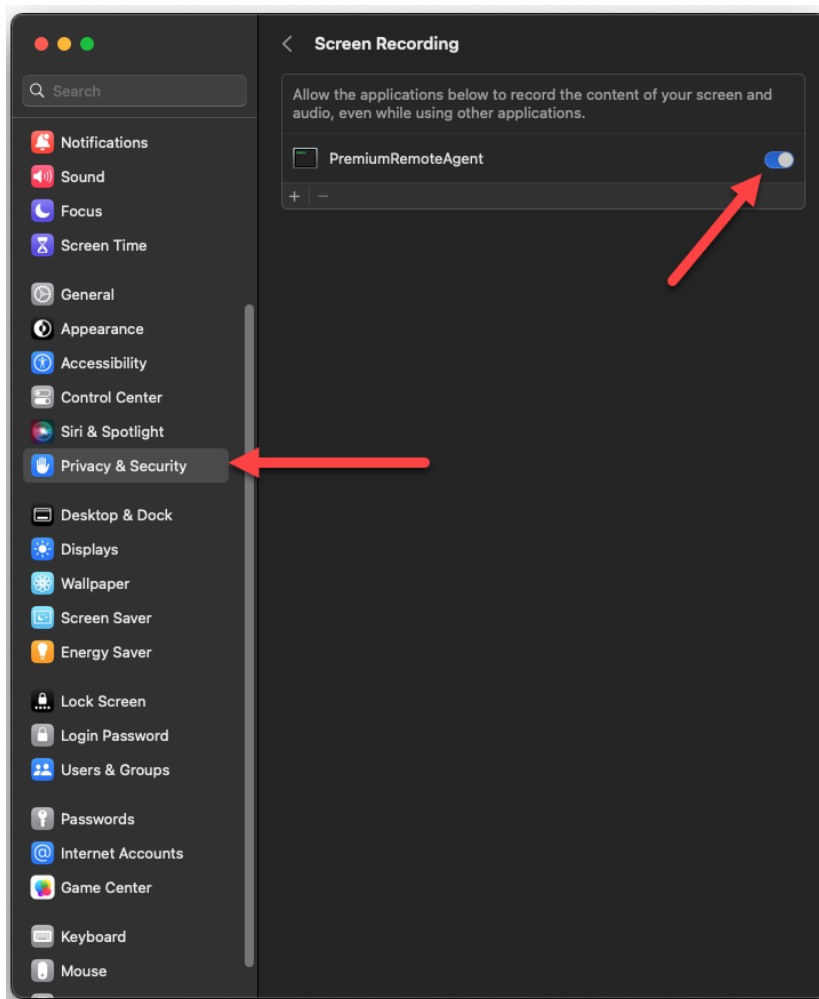 Screen Recording
Search
Allow the applications below to record the content of your screen and
audio, even while using other applications.
PremiumRemoteAgent
+ −
Notifications
Sound
Focus
Screen Time
General
Appearance
Accessibility
Control Center
Siri & Spotlight
Privacy & Security
Desktop & Dock
Displays
Wallpaper
Screen Saver
Energy Saver
Lock Screen
Login Password
Users & Groups
Passwords
Internet Accounts
Game Center
Keyboard
Mouse